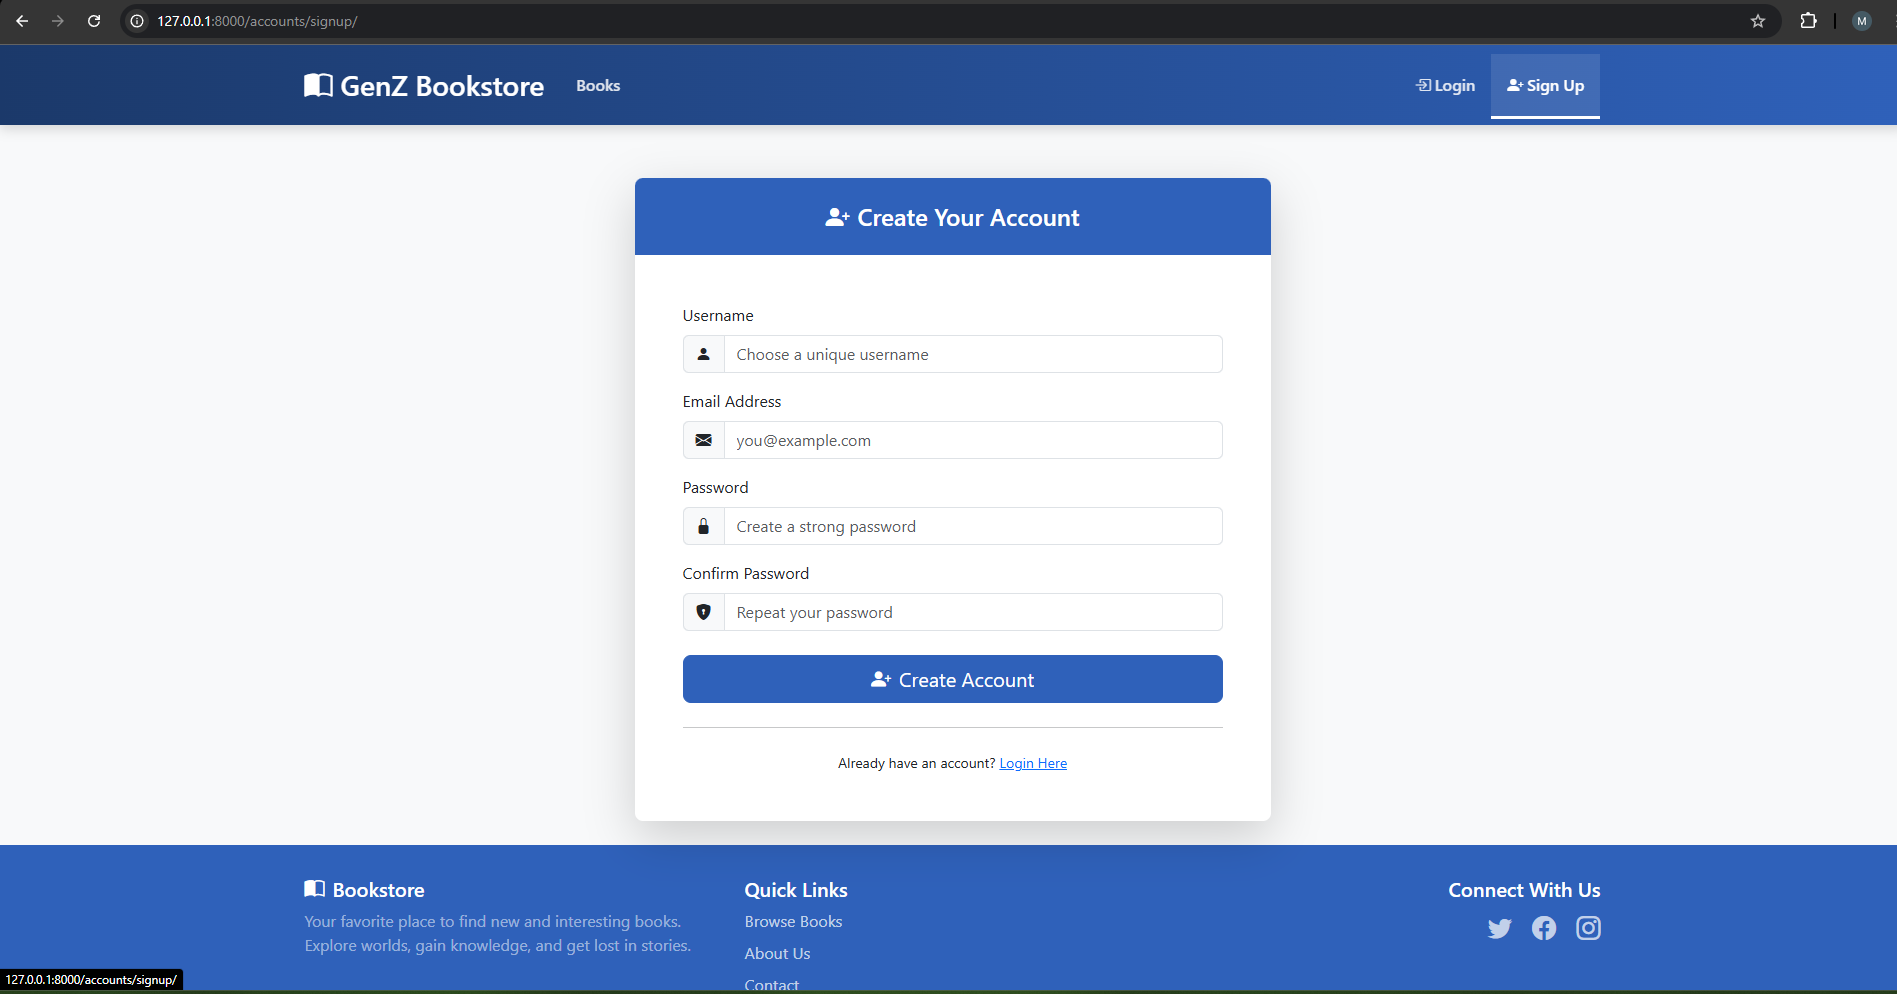 127.0.0.1:8000/accounts/signup/
M
GenZ Bookstore
Books
Login
Sign Up
Create Your Account
Username
Choose a unique username
Email Address
you@example.com
Password
Create a strong password
Confirm Password
Repeat your password
Create Account
Already have an account? Login Here
Bookstore
Your favorite place to find new and interesting books.
Explore worlds, gain knowledge, and get lost in stories.
Quick Links
Browse Books
About Us
Contact
Connect With Us
127.0.0.1:8000/accounts/signup/